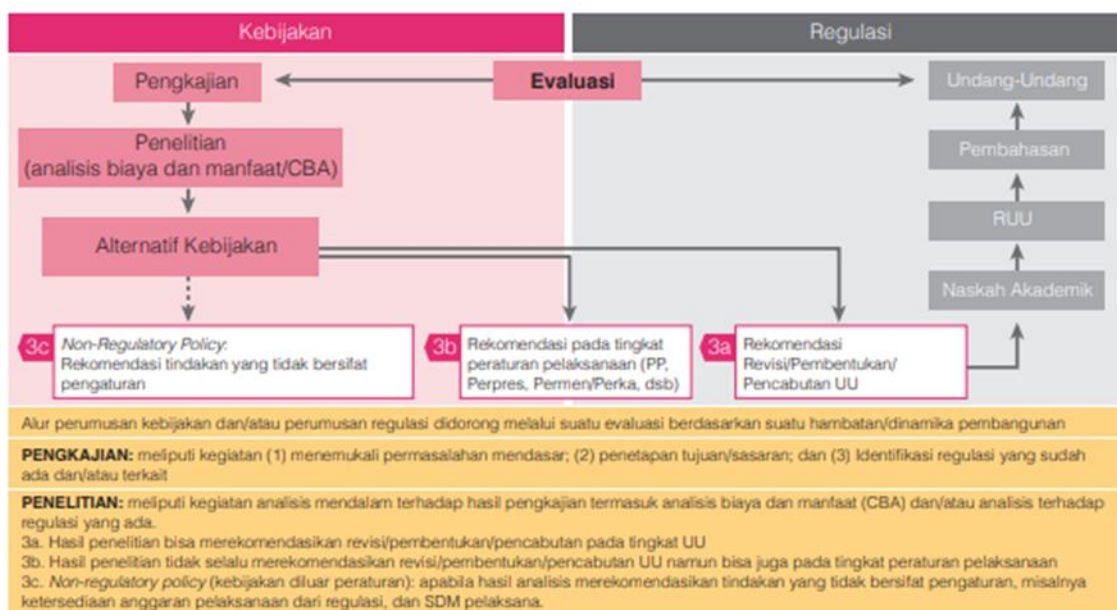 Kebijakan
Regulasi
Pengkajian
Evaluasi
Undang-Undang
Penelitian
(analisis biaya dan manfaat/CBA)
Pembahasan
Alternatif Kebijakan
RUU
Naskah Akademik
3c
Non-Regulatory Policy:
Rekomendasi tindakan yang tidak bersifat
pengaturan
3b
Rekomendasi pada tingkat
peraturan pelaksanaan (PP,
Perpres, Permen/Perka, dsb)
3a
Rekomendasi
Revisi/Pembentukan/
Pencabutan UU
Alur perumusan kebijakan dan/atau perumusan regulasi didorong melalui suatu evaluasi berdasarkan suatu hambatan/dinamika pembangunan
PENGKAJIAN: meliputi kegiatan (1) menemukali permasalahan mendasar; (2) penetapan tujuan/sasaran; dan (3) Identifikasi regulasi yang sudah
ada dan/atau terkait
PENELITIAN: meliputi kegiatan analisis mendalam terhadap hasil pengkajian termasuk analisis biaya dan manfaat (CBA) dan/atau analisis terhadap
regulasi yang ada.
3a. Hasil penelitian bisa merekomendasikan revisi/pembentukan/pencabutan pada tingkat UU
3b. Hasil penelitian tidak selalu merekomendasikan revisi/pembentukan/pencabutan UU namun bisa juga pada tingkat peraturan pelaksanaan
3c. Non-regulatory policy (kebijakan diluar peraturan): apabila hasil analisis merekomendasikan tindakan yang tidak bersifat pengaturan, misalnya
ketersediaan anggaran pelaksanaan dari regulasi, dan SDM pelaksana.